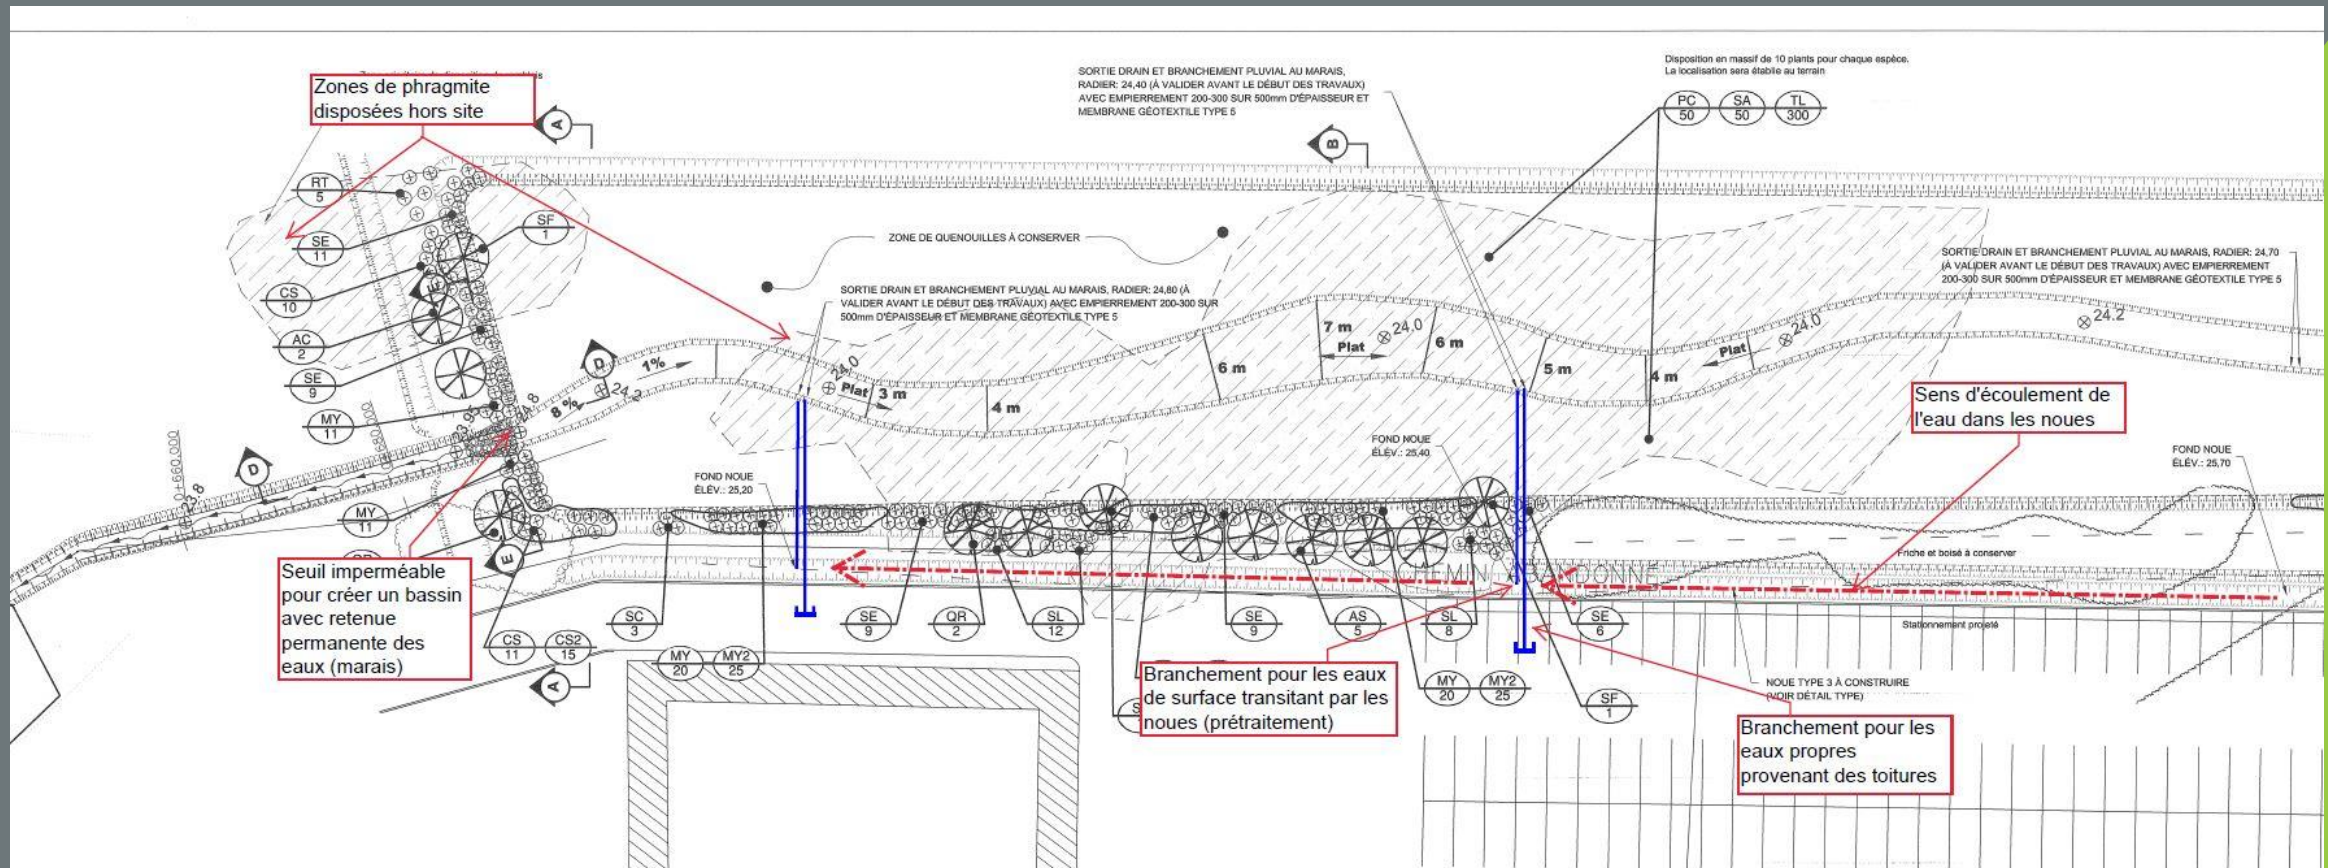 Zones de phragmite
disposées hors site
SORTIE DRAIN ET BRANCHEMENT PLUVIAL AU MARAIS,
RADIER: 24,40 (À VALIDER AVANT LE DÉBUT DES TRAVAUX)
AVEC EMPIERREMENT 200-300 SUR 500mm D'ÉPAISSEUR ET
MEMBRANE GÉOTEXTILE TYPE 5
Disposition en massif de 10 plants pour chaque espèce.
La localisation sera établie au terrain
PC
50
SA
50
TL
300
A
B
RT
5
SE
11
SF
1
CS
10
AC
2
SE
9
MY
11
MY
11
E
ZONE DE QUENOUILLES À CONSERVER
SORTIE DRAIN ET BRANCHEMENT PLUVIAL AU MARAIS, RADIER: 24,80 (À
VALIDER AVANT LE DÉBUT DES TRAVAUX) AVEC EMPIERREMENT 200-300 SUR
500mm D'ÉPAISSEUR ET MEMBRANE GÉOTEXTILE TYPE 5
SORTIE DRAIN ET BRANCHEMENT PLUVIAL AU MARAIS, RADIER: 24,70
(À VALIDER AVANT LE DÉBUT DES TRAVAUX) AVEC EMPIERREMENT
200-300 SUR 500mm D'ÉPAISSEUR ET MEMBRANE GÉOTEXTILE TYPE 5
D
1%
8 %
24.2
24.8
24.0
Plat
3 m
4 m
6 m
7 m
Plat
24.0
6 m
5 m
4 m
Plat
24.0
24.2
D
0+660.000
23.8
Sens d'écoulement de
l'eau dans les noues
FOND NOUE
ÉLÉV.: 25,20
FOND NOUE
ÉLÉV.: 25,40
FOND NOUE
ÉLÉV.: 25,70
E
Friche et boisé à conserver
Stationnement projeté
Seuil imperméable
pour créer un bassin
avec retenue
permanente des
eaux (marais)
CS
11
CS2
15
SC
3
MY
20
MY2
25
SE
9
QR
2
SL
12
SE
9
AS
5
SL
8
SE
6
A
Branchement pour les eaux
de surface transitant par les
noues (prétraitement)
MY
20
MY2
25
SF
1
NOUE TYPE 3 À CONSTRUIRE
(VOIR DÉTAIL TYPE)
Branchement pour les
eaux propres
provenant des toitures